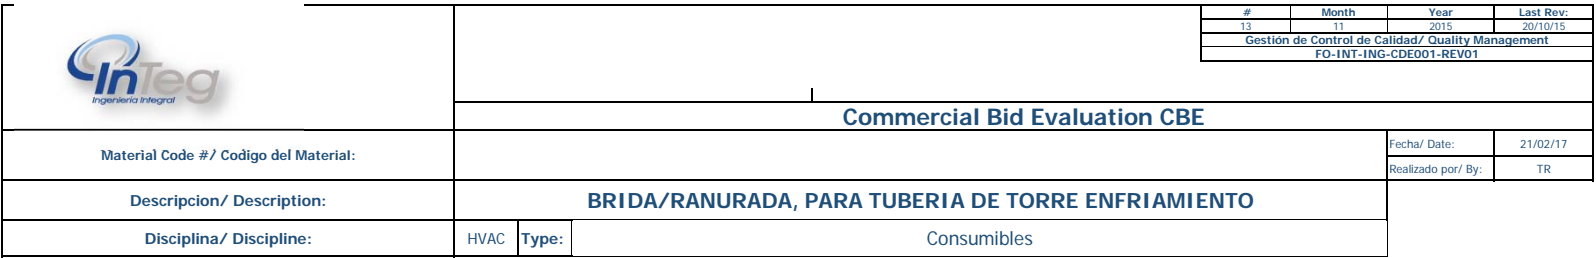 # Month Year Last Rev:
13 11 2015 20/10/15
Gestión de Control de Calidad/ Quality Management
FO-INT-ING-CDE001-REV01
InTeg
Ingeniería Integral
Commercial Bid Evaluation CBE
Material Code #/ Codigo del Material:
Fecha/ Date: 21/02/17
Realizado por/ By: TR
Descripcion/ Description: BRIDA/RANURADA, PARA TUBERIA DE TORRE ENFRIAMIENTO
Disciplina/ Discipline: HVAC Type: Consumibles